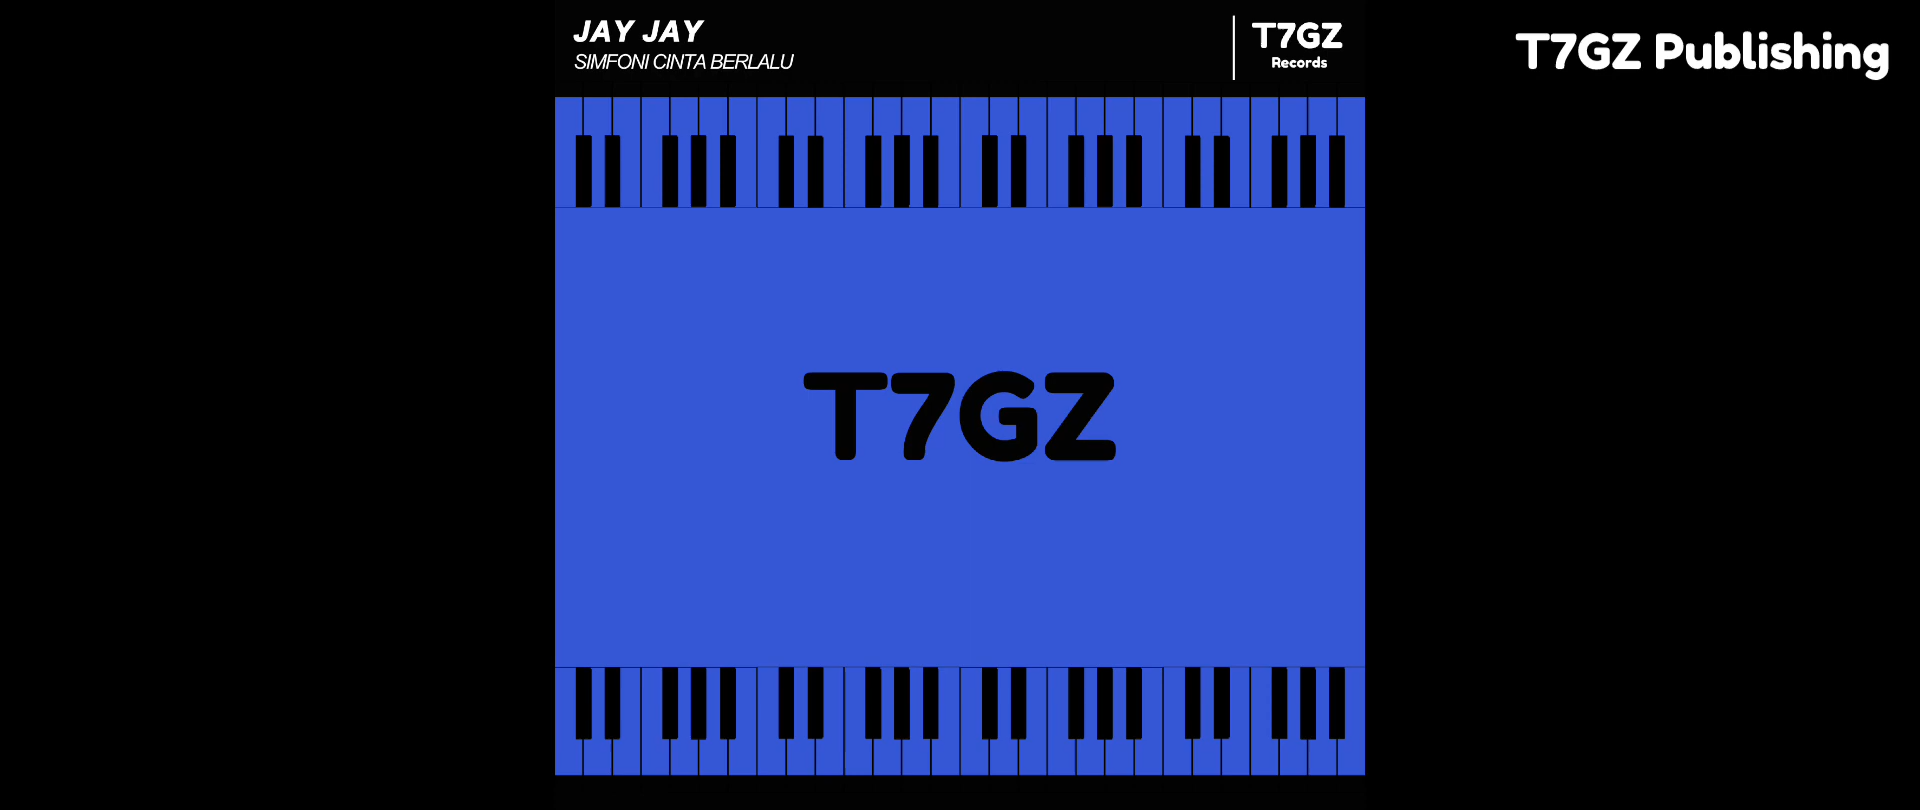 JAY JAY
SIMFONI CINTA BERLALU
T7GZ
Records
T7GZ Publishing
T7GZ